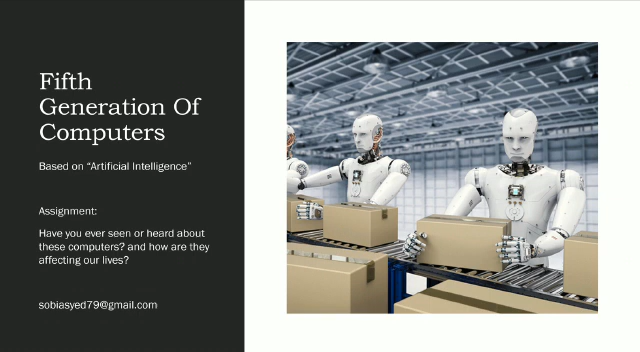 Fifth
Generation Of
Computers
Based on “Artificial Intelligence”
Assignment:
Have you ever seen or heard about
these computers? and how are they
affecting our lives?
sobiasyed79@gmail.com